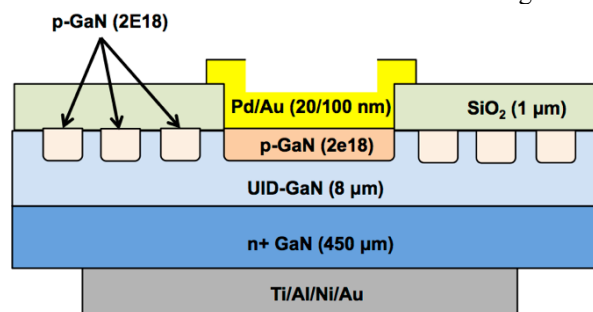 p-GaN (2E18)
Pd/Au (20/100 nm)
SiO₂ (1 µm)
p-GaN (2e18)
UID-GaN (8 µm)
n+ GaN (450 µm)
Ti/Al/Ni/Au